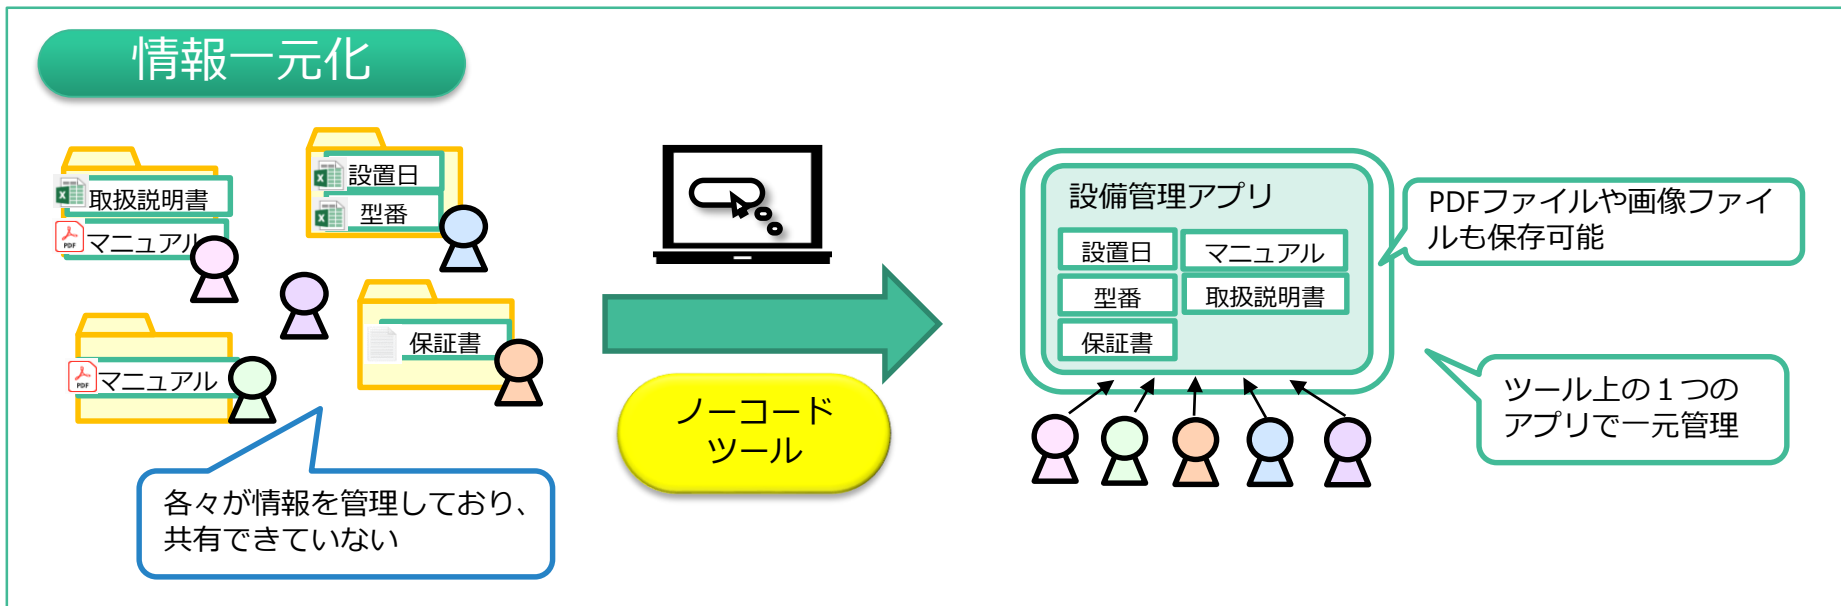 情報一元化
取扱説明書
PDF
マニュアル
設置日
型番
PDF
マニュアル
保証書
各々が情報を管理しており、
共有できていない
ノーコード
ツール
設備管理アプリ
設置日
マニュアル
型番
取扱説明書
保証書
PDFファイルや画像ファイ
ルも保存可能
ツール上の１つの
アプリで一元管理